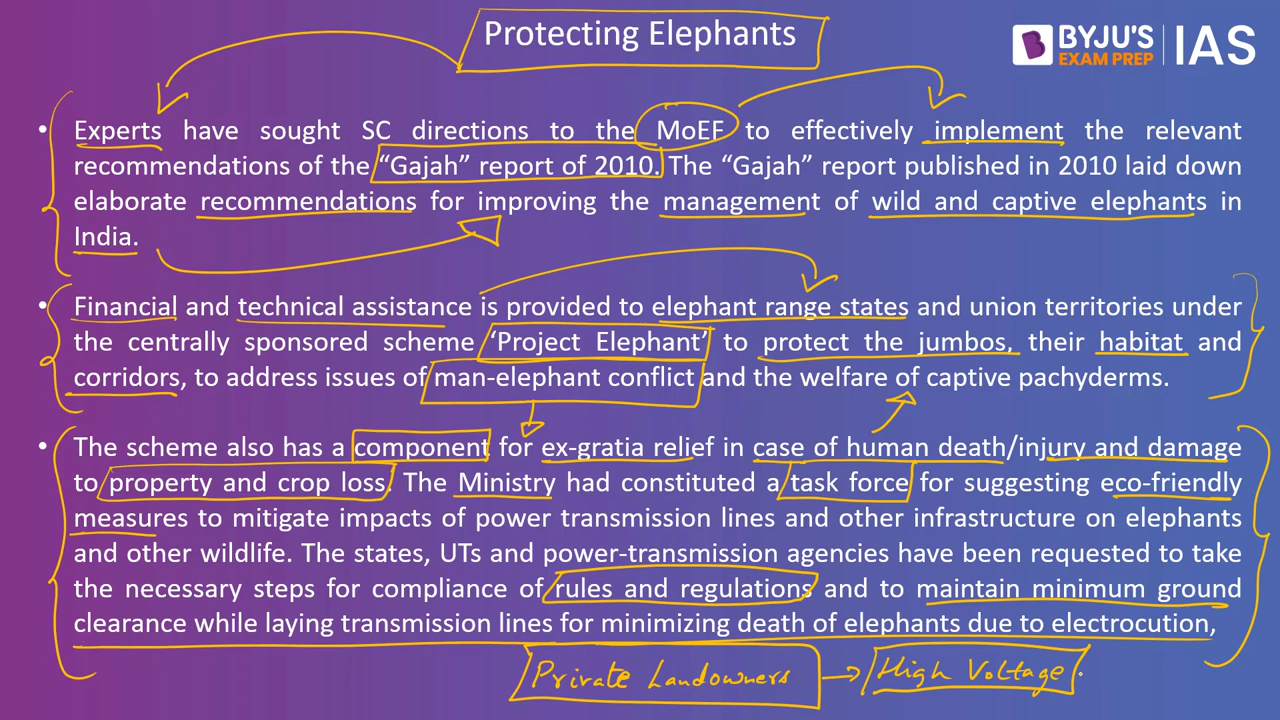 Protecting Elephants
BYJU'S
EXAM PREP
IAS
• Experts have sought SC directions to the MoEF to effectively implement the relevant
recommendations of the “Gajah” report of 2010. The “Gajah” report published in 2010 laid down
elaborate recommendations for improving the management of wild and captive elephants in
India.
• Financial and technical assistance is provided to elephant range states and union territories under
the centrally sponsored scheme ‘Project Elephant’ to protect the jumbos, their habitat and
corridors, to address issues of man-elephant conflict and the welfare of captive pachyderms.
• The scheme also has a component for ex-gratia relief in case of human death/injury and damage
to property and crop loss. The Ministry had constituted a task force for suggesting eco-friendly
measures to mitigate impacts of power transmission lines and other infrastructure on elephants
and other wildlife. The states, UTs and power-transmission agencies have been requested to take
the necessary steps for compliance of rules and regulations and to maintain minimum ground
clearance while laying transmission lines for minimizing death of elephants due to electrocution,
Private Landowners → High Voltage